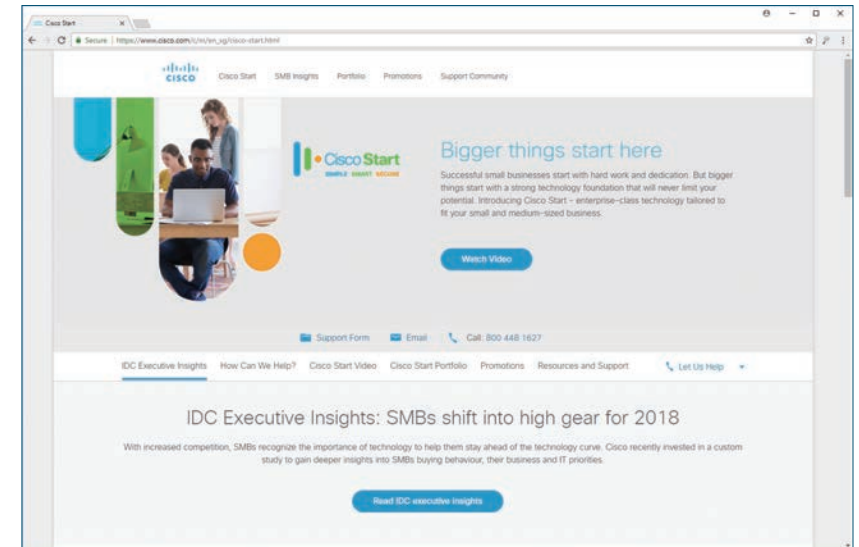 Cisco Start
Secure https://www.cisco.com/c/m/en_sg/cisco-start.html
CISCO
Cisco Start SMB Insights Portfolio Promotions Support Community
Cisco Start
SIMPLE SMART SECURE
Bigger things start here
Successful small businesses start with hard work and dedication. But bigger
things start with a strong technology foundation that will never limit your
potential. Introducing Cisco Start - enterprise-class technology tailored to
fit your small and medium-sized business.
Watch Video
Support Form Email Call: 800 448 1627
IDC Executive Insights How Can We Help? Cisco Start Video Cisco Start Portfolio Promotions Resources and Support Let Us Help
IDC Executive Insights: SMBs shift into high gear for 2018
With increased competition, SMBs recognize the importance of technology to help them stay ahead of the technology curve. Cisco recently invested in a custom
study to gain deeper insights into SMBs buying behaviour, their business and IT priorities.
Read IDC executive insights